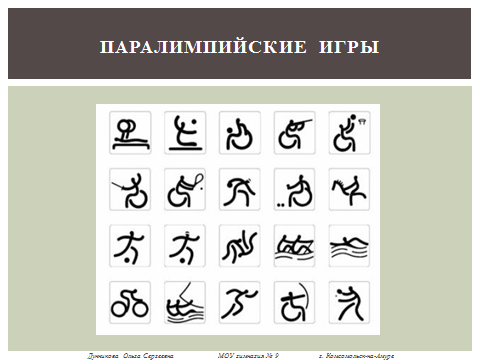 ПАРАЛИМПИЙСКИЕ ИГРЫ
Дунникова Ольга Сергеевна МОУ гимназия № 9 г. Комсомольск-на-Амуре